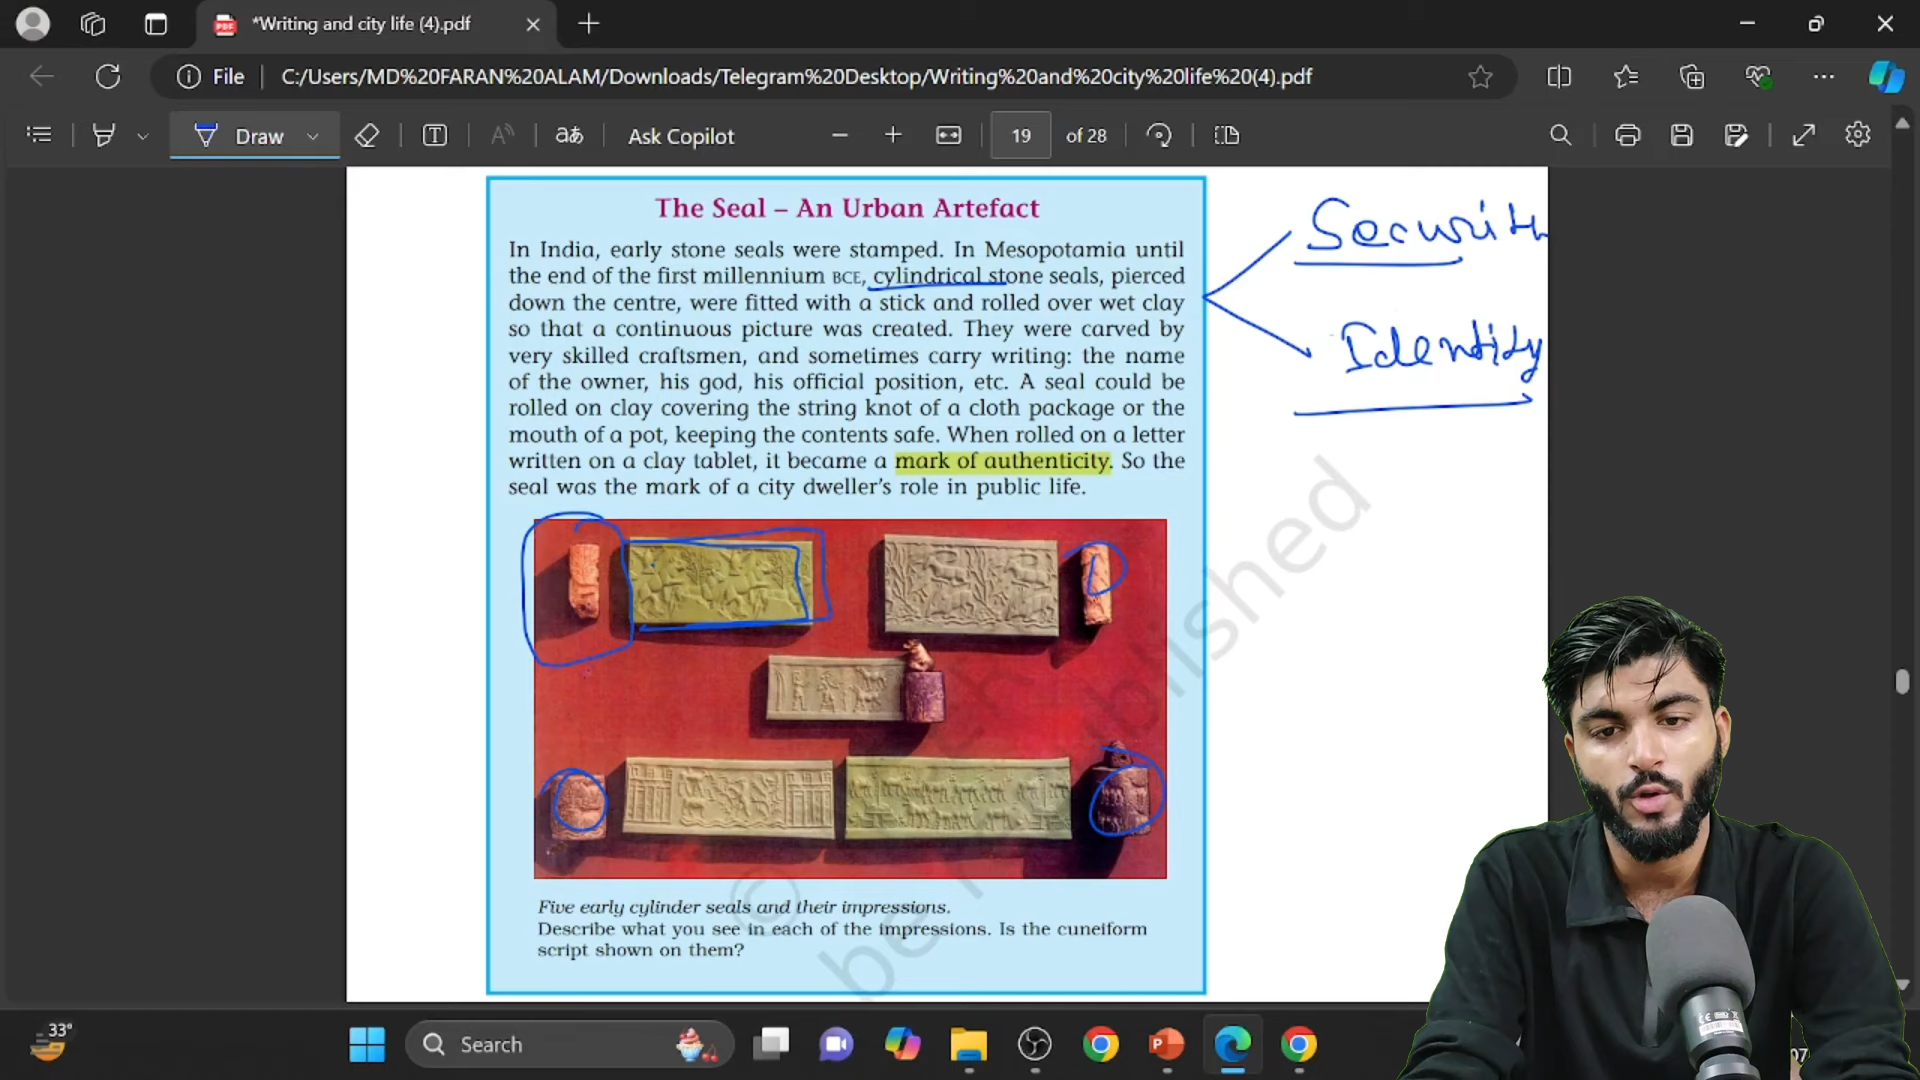 *Writing and city life (4).pdf
File
C:/Users/MD%20FARAN%20ALAM/Downloads/Telegram%20Desktop/Writing%20and%20city%20life%20(4).pdf
Draw
Ask Copilot
19 of 28
The Seal – An Urban Artefact
In India, early stone seals were stamped. In Mesopotamia until
the end of the first millennium BCE, cylindrical stone seals, pierced
down the centre, were fitted with a stick and rolled over wet clay
so that a continuous picture was created. They were carved by
very skilled craftsmen, and sometimes carry writing: the name
of the owner, his god, his official position, etc. A seal could be
rolled on clay covering the string knot of a cloth package or the
mouth of a pot, keeping the contents safe. When rolled on a letter
written on a clay tablet, it became a mark of authenticity. So the
seal was the mark of a city dweller's role in public life.
Identity
Five early cylinder seals and their impressions.
Describe what you see in each of the impressions. Is the cuneiform
script shown on them?
33°
Search